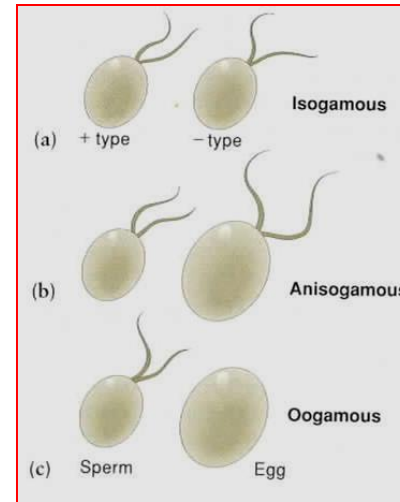 Isogamous
(a) + type – type
(b) Anisogamous
Oogamous
(c) Sperm Egg